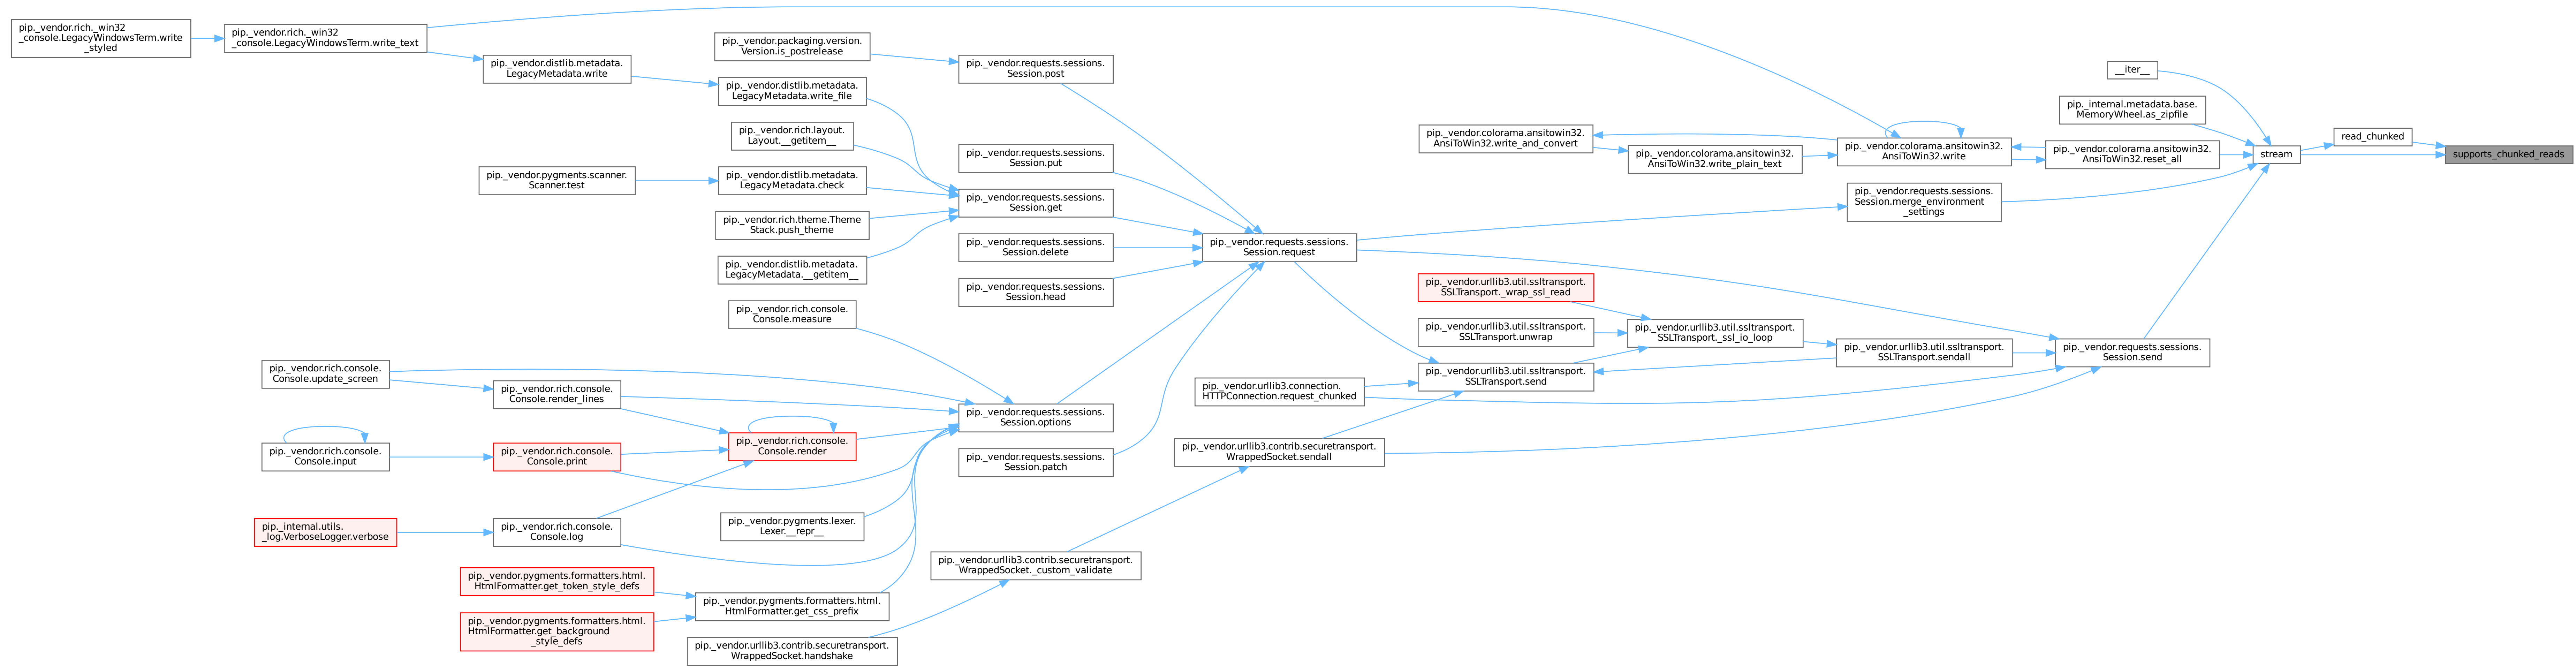 pip._vendor.rich._win32
_console.LegacyWindowsTerm.write
_styled
pip._vendor.rich._win32
_console.LegacyWindowsTerm.write_text
pip._vendor.distlib.metadata.
LegacyMetadata.write
pip._vendor.packaging.version.
Version.is_postrelease
pip._vendor.distlib.metadata.
LegacyMetadata.write_file
pip._vendor.rich.layout.
Layout.__getitem__
pip._vendor.pygments.scanner.
Scanner.test
pip._vendor.distlib.metadata.
LegacyMetadata.check
pip._vendor.rich.theme.Theme
Stack.push_theme
pip._vendor.distlib.metadata.
LegacyMetadata.__getitem__
pip._vendor.rich.console.
Console.measure
pip._vendor.rich.console.
Console.update_screen
pip._vendor.rich.console.
Console.render_lines
pip._vendor.rich.console.
Console.input
pip._vendor.rich.console.
Console.print
pip._vendor.rich.console.
Console.render
pip._internal.utils.
_log.VerboseLogger.verbose
pip._vendor.rich.console.
Console.log
pip._vendor.pygments.lexer.
Lexer.__repr__
pip._vendor.pygments.formatters.html.
HtmlFormatter.get_token_style_defs
pip._vendor.pygments.formatters.html.
HtmlFormatter.get_background
_style_defs
pip._vendor.pygments.formatters.html.
HtmlFormatter.get_css_prefix
pip._vendor.urllib3.contrib.securetransport.
WrappedSocket.handshake
pip._vendor.requests.sessions.
Session.post
pip._vendor.requests.sessions.
Session.put
pip._vendor.requests.sessions.
Session.get
pip._vendor.requests.sessions.
Session.delete
pip._vendor.requests.sessions.
Session.head
pip._vendor.requests.sessions.
Session.options
pip._vendor.requests.sessions.
Session.patch
pip._vendor.urllib3.contrib.securetransport.
WrappedSocket._custom_validate
pip._vendor.requests.sessions.
Session.request
pip._vendor.urllib3.connection.
HTTPConnection.request_chunked
pip._vendor.urllib3.contrib.securetransport.
WrappedSocket.sendall
pip._vendor.colorama.ansitowin32.
AnsiToWin32.write_and_convert
pip._vendor.urllib3.util.ssltransport.
SSLTransport._wrap_ssl_read
pip._vendor.urllib3.util.ssltransport.
SSLTransport.unwrap
pip._vendor.urllib3.util.ssltransport.
SSLTransport.send
pip._vendor.colorama.ansitowin32.
AnsiToWin32.write_plain_text
pip._vendor.urllib3.util.ssltransport.
SSLTransport._ssl_io_loop
pip._vendor.colorama.ansitowin32.
AnsiToWin32.write
pip._vendor.requests.sessions.
Session.merge_environment
_settings
pip._vendor.urllib3.util.ssltransport.
SSLTransport.sendall
__iter__
pip._internal.metadata.base.
MemoryWheel.as_zipfile
pip._vendor.colorama.ansitowin32.
AnsiToWin32.reset_all
pip._vendor.requests.sessions.
Session.send
stream
read_chunked
supports_chunked_reads